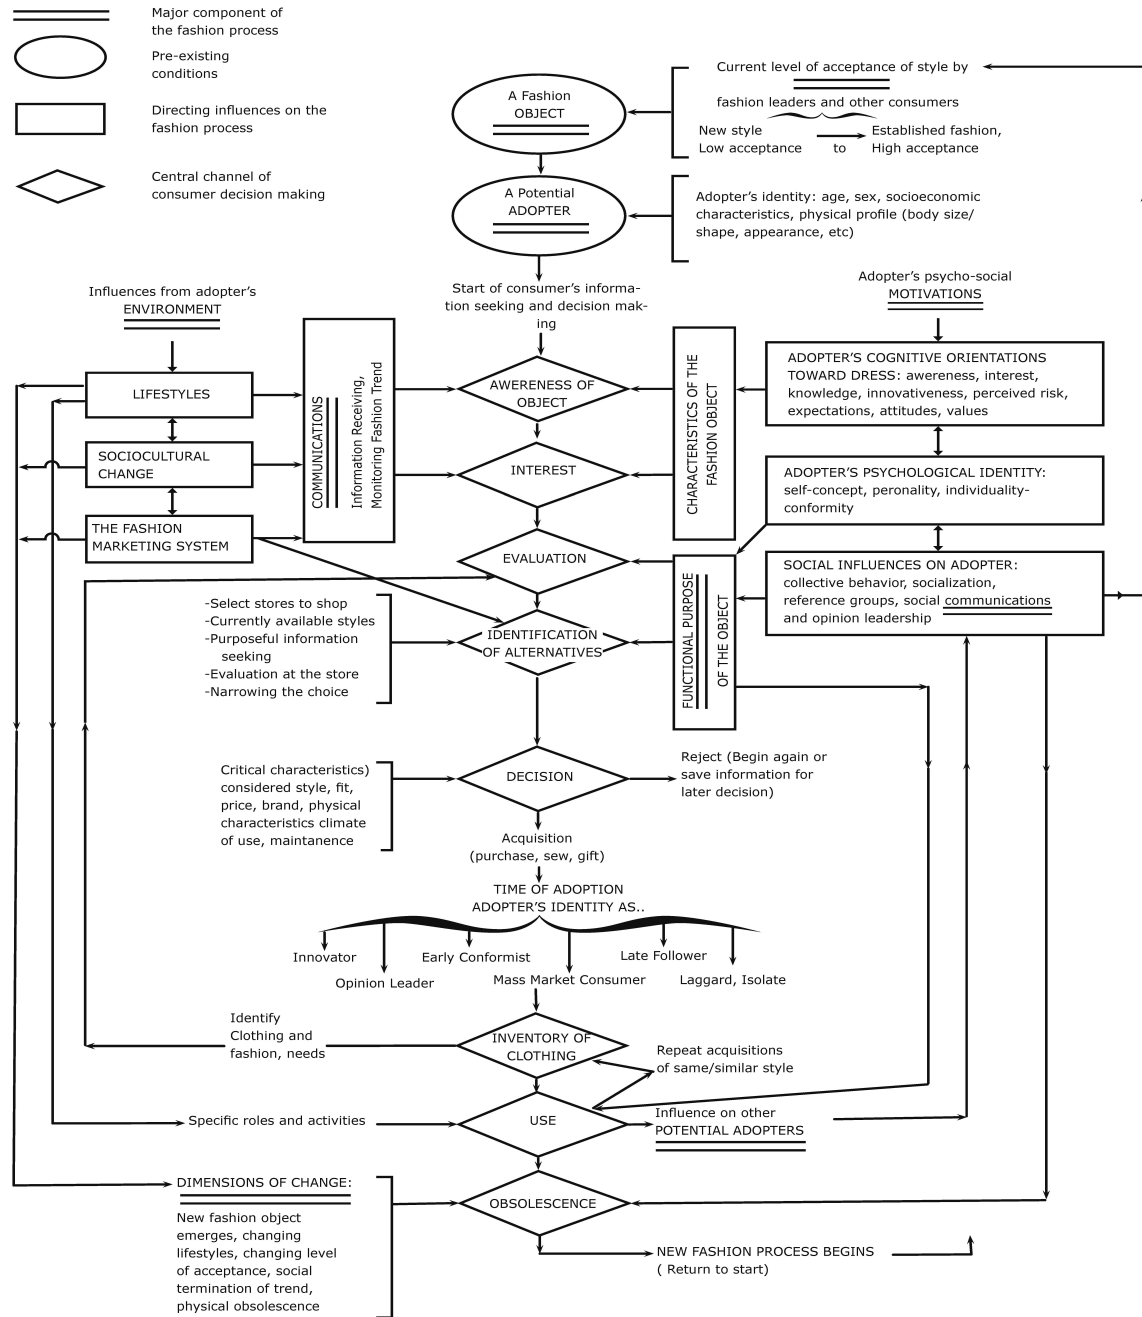 Major component of
the fashion process
Pre-existing
conditions
Directing influences on the
fashion process
Central channel of
consumer decision making
A Fashion
OBJECT
Current level of acceptance of style by
fashion leaders and other consumers
New style
Low acceptance
to
Established fashion,
High acceptance
A Potential
ADOPTER
Adopter's identity: age, sex, socioeconomic
characteristics, physical profile (body size/
shape, appearance, etc)
Start of consumer's informa-
tion seeking and decision mak-
ing
Influences from adopter's
ENVIRONMENT
LIFESTYLES
SOCIOCULTURAL
CHANGE
THE FASHION
MARKETING SYSTEM
COMMUNICATIONS
Information Receiving,
Monitoring Fashion Trend
AWERENESS OF
OBJECT
INTEREST
EVALUATION
IDENTIFICATION
OF ALTERNATIVES
CHARACTERISTICS OF THE
FASHION OBJECT
FUNCTIONAL PURPOSE
OF THE OBJECT
Adopter's psycho-social
MOTIVATIONS
ADOPTER'S COGNITIVE ORIENTATIONS
TOWARD DRESS: awereness, interest,
knowledge, innovativeness, perceived risk,
expectations, attitudes, values
ADOPTER'S PSYCHOLOGICAL IDENTITY:
self-concept, peronality, individuality-
conformity
SOCIAL INFLUENCES ON ADOPTER:
collective behavior, socialization,
reference groups, social communications
and opinion leadership
-Select stores to shop
-Currently available styles
-Purposeful information
seeking
-Evaluation at the store
-Narrowing the choice
Critical characteristics)
considered style, fit,
price, brand, physical
characteristics climate
of use, maintanence
DECISION
Reject (Begin again or
save information for
later decision)
Acquisition
(purchase, sew, gift)
TIME OF ADOPTION
ADOPTER'S IDENTITY AS..
Innovator
Opinion Leader
Early Conformist
Mass Market Consumer
Late Follower
Laggard, Isolate
Identify
Clothing and
fashion, needs
INVENTORY OF
CLOTHING
Repeat acquisitions
of same/similar style
Specific roles and activities
USE
Influence on other
POTENTIAL ADOPTERS
DIMENSIONS OF CHANGE:
New fashion object
emerges, changing
lifestyles, changing level
of acceptance, social
termination of trend,
physical obsolescence
OBSOLESCENCE
NEW FASHION PROCESS BEGINS
( Return to start)